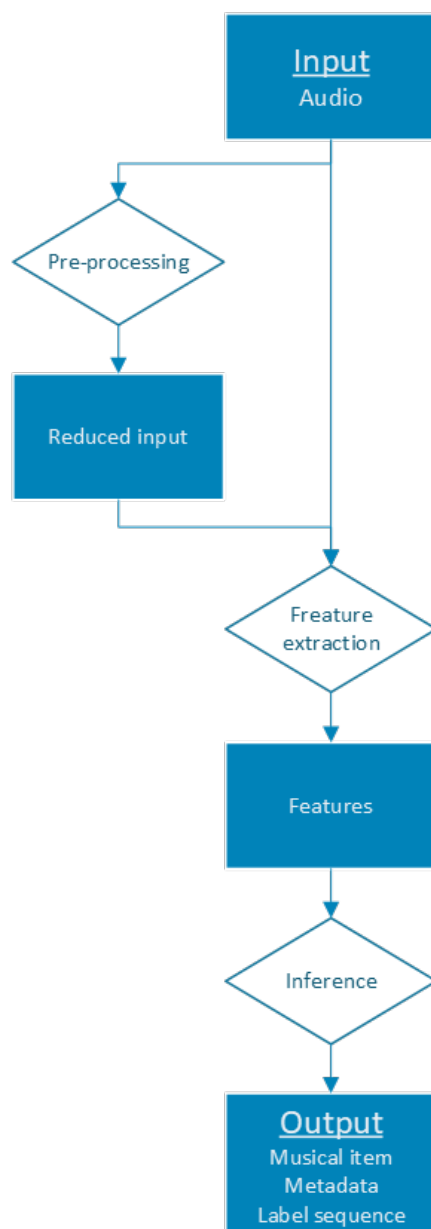 Input
Audio
Pre-processing
Reduced input
Freature
extraction
Features
Inference
Output
Musical item
Metadata
Label sequence